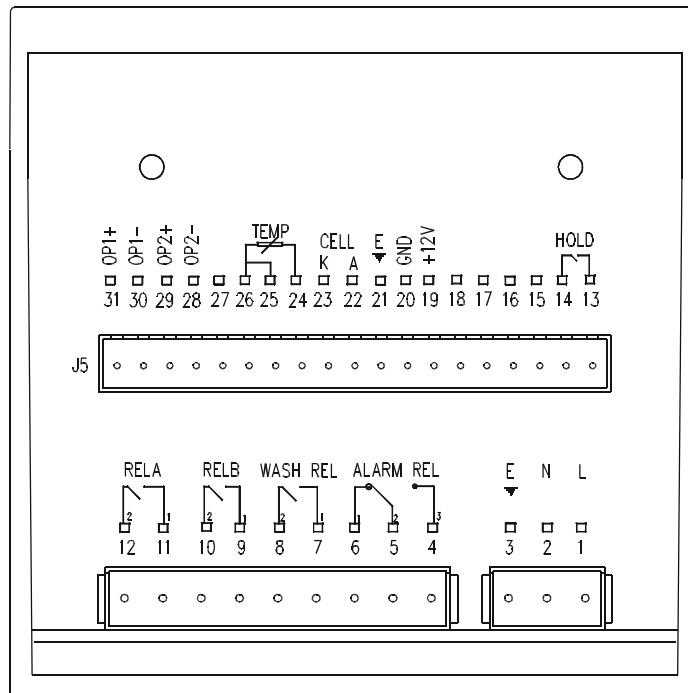 OP1+ OP1- OP2+ OP2- TEMP CELL E GND +12V HOLD
K A
31 30 29 28 27 26 25 24 23 22 21 20 19 18 17 16 15 14 13
J5
RELA RELB WASH REL ALARM REL E N L
2 1 2 1 2 1 1 2 3
12 11 10 9 8 7 6 5 4 3 2 1